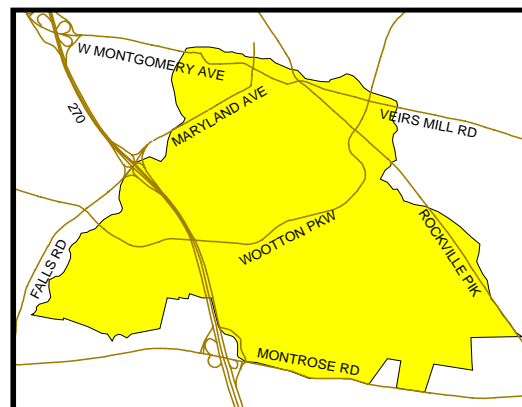 W MONTGOMERY AVE
270
MARYLAND AVE
VEIRS MILL RD
WOOTTON PKW
FALLS RD
ROCKVILLE PIK
MONTROSE RD